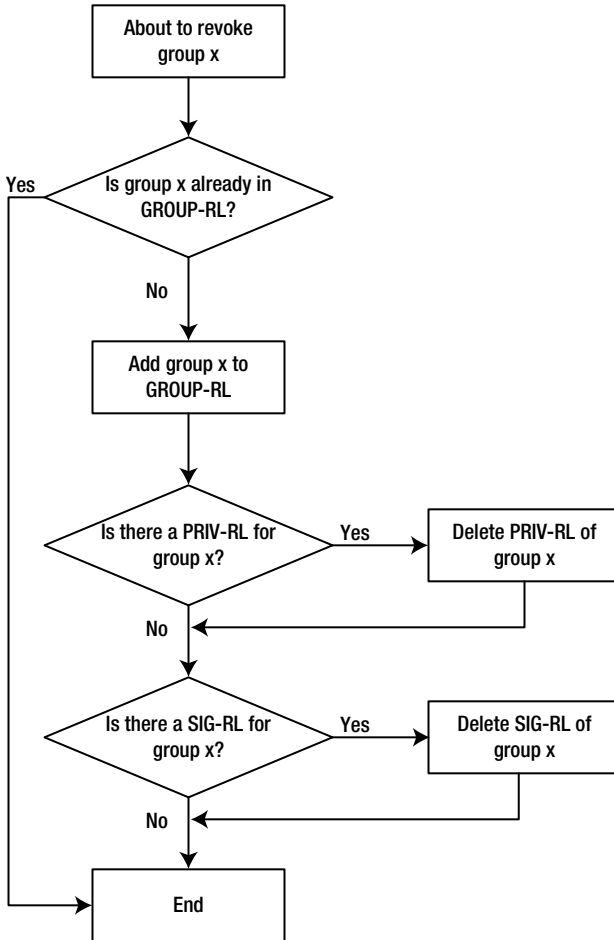 About to revoke
group x
Yes
Is group x already in
GROUP-RL?
No
Add group x to
GROUP-RL
Is there a PRIV-RL for
group x?
Yes
Delete PRIV-RL of
group x
No
Is there a SIG-RL for
group x?
Yes
Delete SIG-RL of
group x
No
End